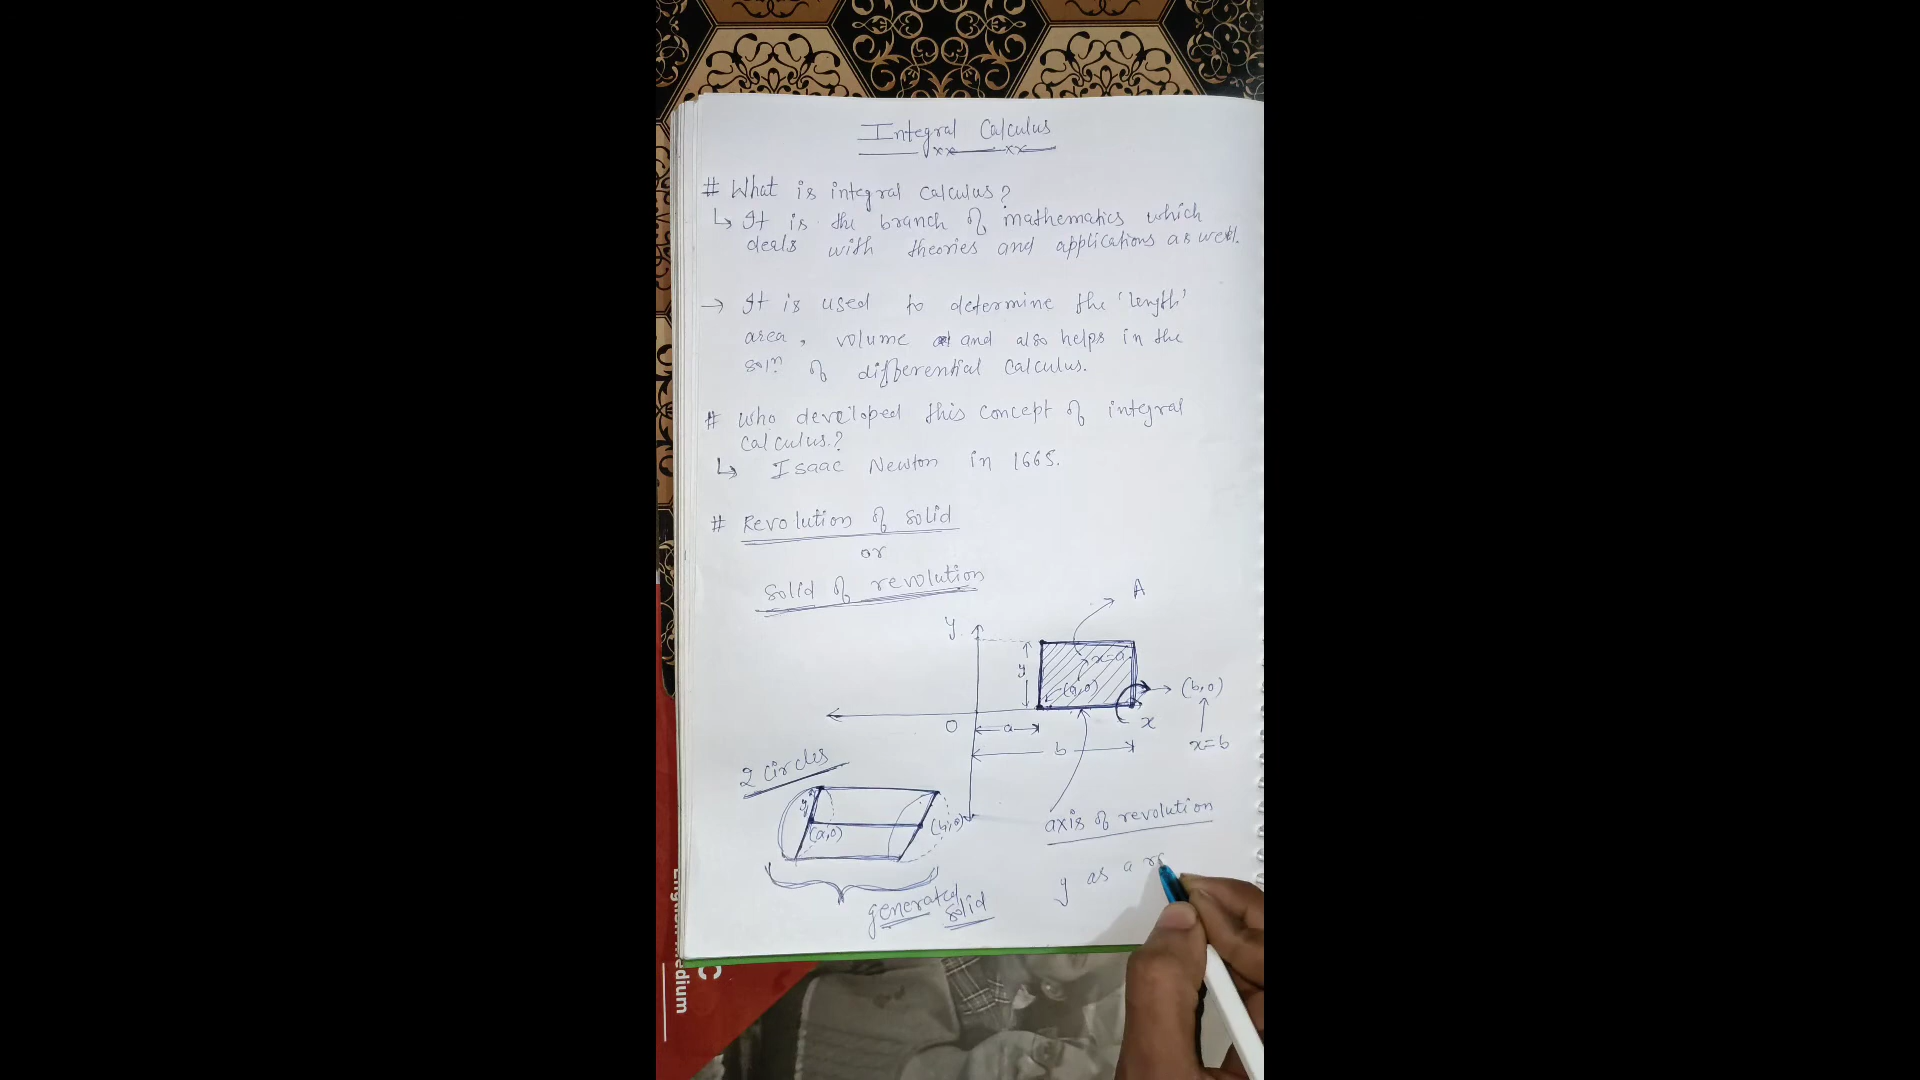 Integral Calculus
# What is integral calculus?
↳ It is the branch of mathematics which
deals with theories and applications as well.
→ It is used to determine the 'length'
area, volume and also helps in the
solⁿ. of differential calculus.
# who developed this concept of integral
calculus.?
↳ Isaac Newton in 1665.
# Revolution of solid
or
solid of revolution
A
y
y
x=a
(a,0)
(b,0)
O
a
x
b
x=b
2 circles
y
(a,0)
(b,0)
axis of revolution
y as a
generated
solid
English Medium
C